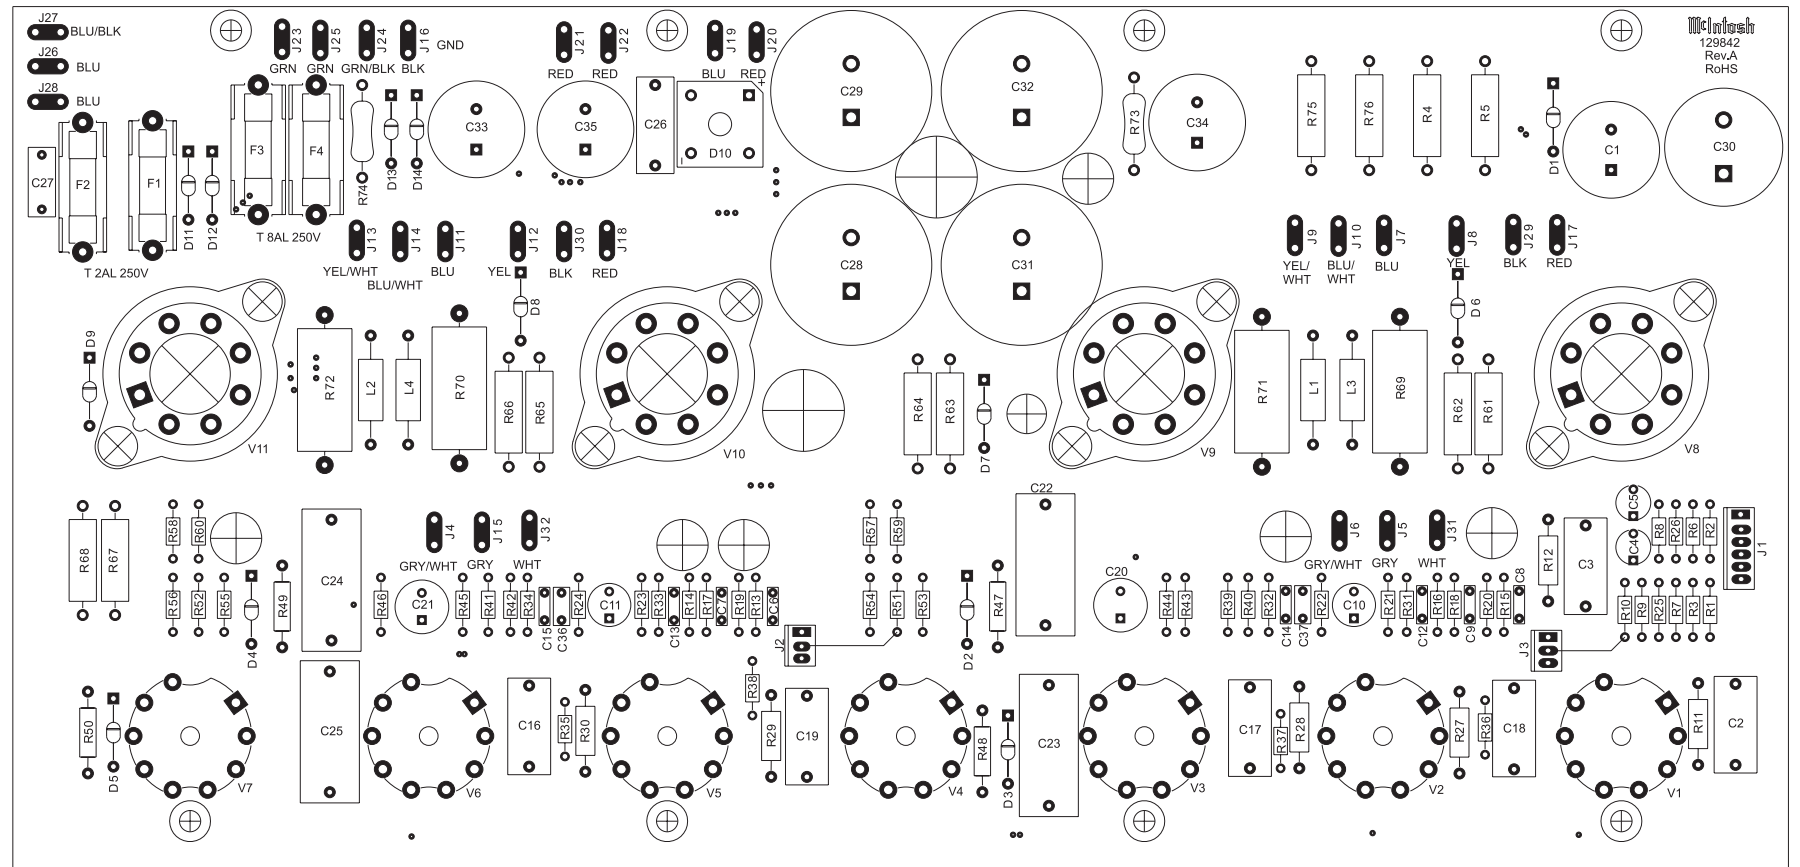 J27
BLU/BLK
J26
BLU
J28
BLU
J23
GRN
J25
GRN
J24
GRN/BLK
J16
BLK
GND
J21
RED
J22
RED
J19
BLU
J20
RED
McIntosh
129842
Rev.A
RoHS
C27
F2
F1
T 2AL 250V
D11
D12
F3
F4
T 8AL 250V
R74
D13
D14
C33
C35
C26
+
D10
–
C29
C32
C28
C31
R73
C34
R75
R76
R4
R5
D1
C1
C30
J13
YEL/WHT
J14
BLU/WHT
J11
BLU
J12
YEL
J30
BLK
J18
RED
J9
YEL/
WHT
J10
BLU/
WHT
J7
BLU
J8
YEL
J29
BLK
J17
RED
D9
V11
R72
L2
L4
R70
R66
R65
D8
V10
R64
R63
D7
V9
R71
L1
L3
R69
D6
R62
R61
V8
R68
R67
R58
R60
R56
R52
R55
D4
R49
C24
J4
GRY/WHT
J15
GRY
J32
WHT
R46
C21
R45
R41
R42
R34
C15
C36
R24
C11
R23
R33
C13
R14
R17
C7
R19
R13
C6
J2
R57
R59
R54
R51
R53
D2
R47
C22
C20
R44
R43
R39
R40
R32
C14
C37
R22
J6
GRY/WHT
J5
GRY
J31
WHT
C10
R21
R31
C12
R16
R18
C9
R20
R15
C8
R12
C3
C5
C4
R8
R26
R6
R2
J1
R10
R9
R25
R7
R3
R1
J3
R50
D5
V7
C25
V6
C16
R35
R30
V5
R38
R29
C19
V4
R48
D3
C23
V3
C17
R37
R28
V2
R27
R36
C18
V1
R11
C2